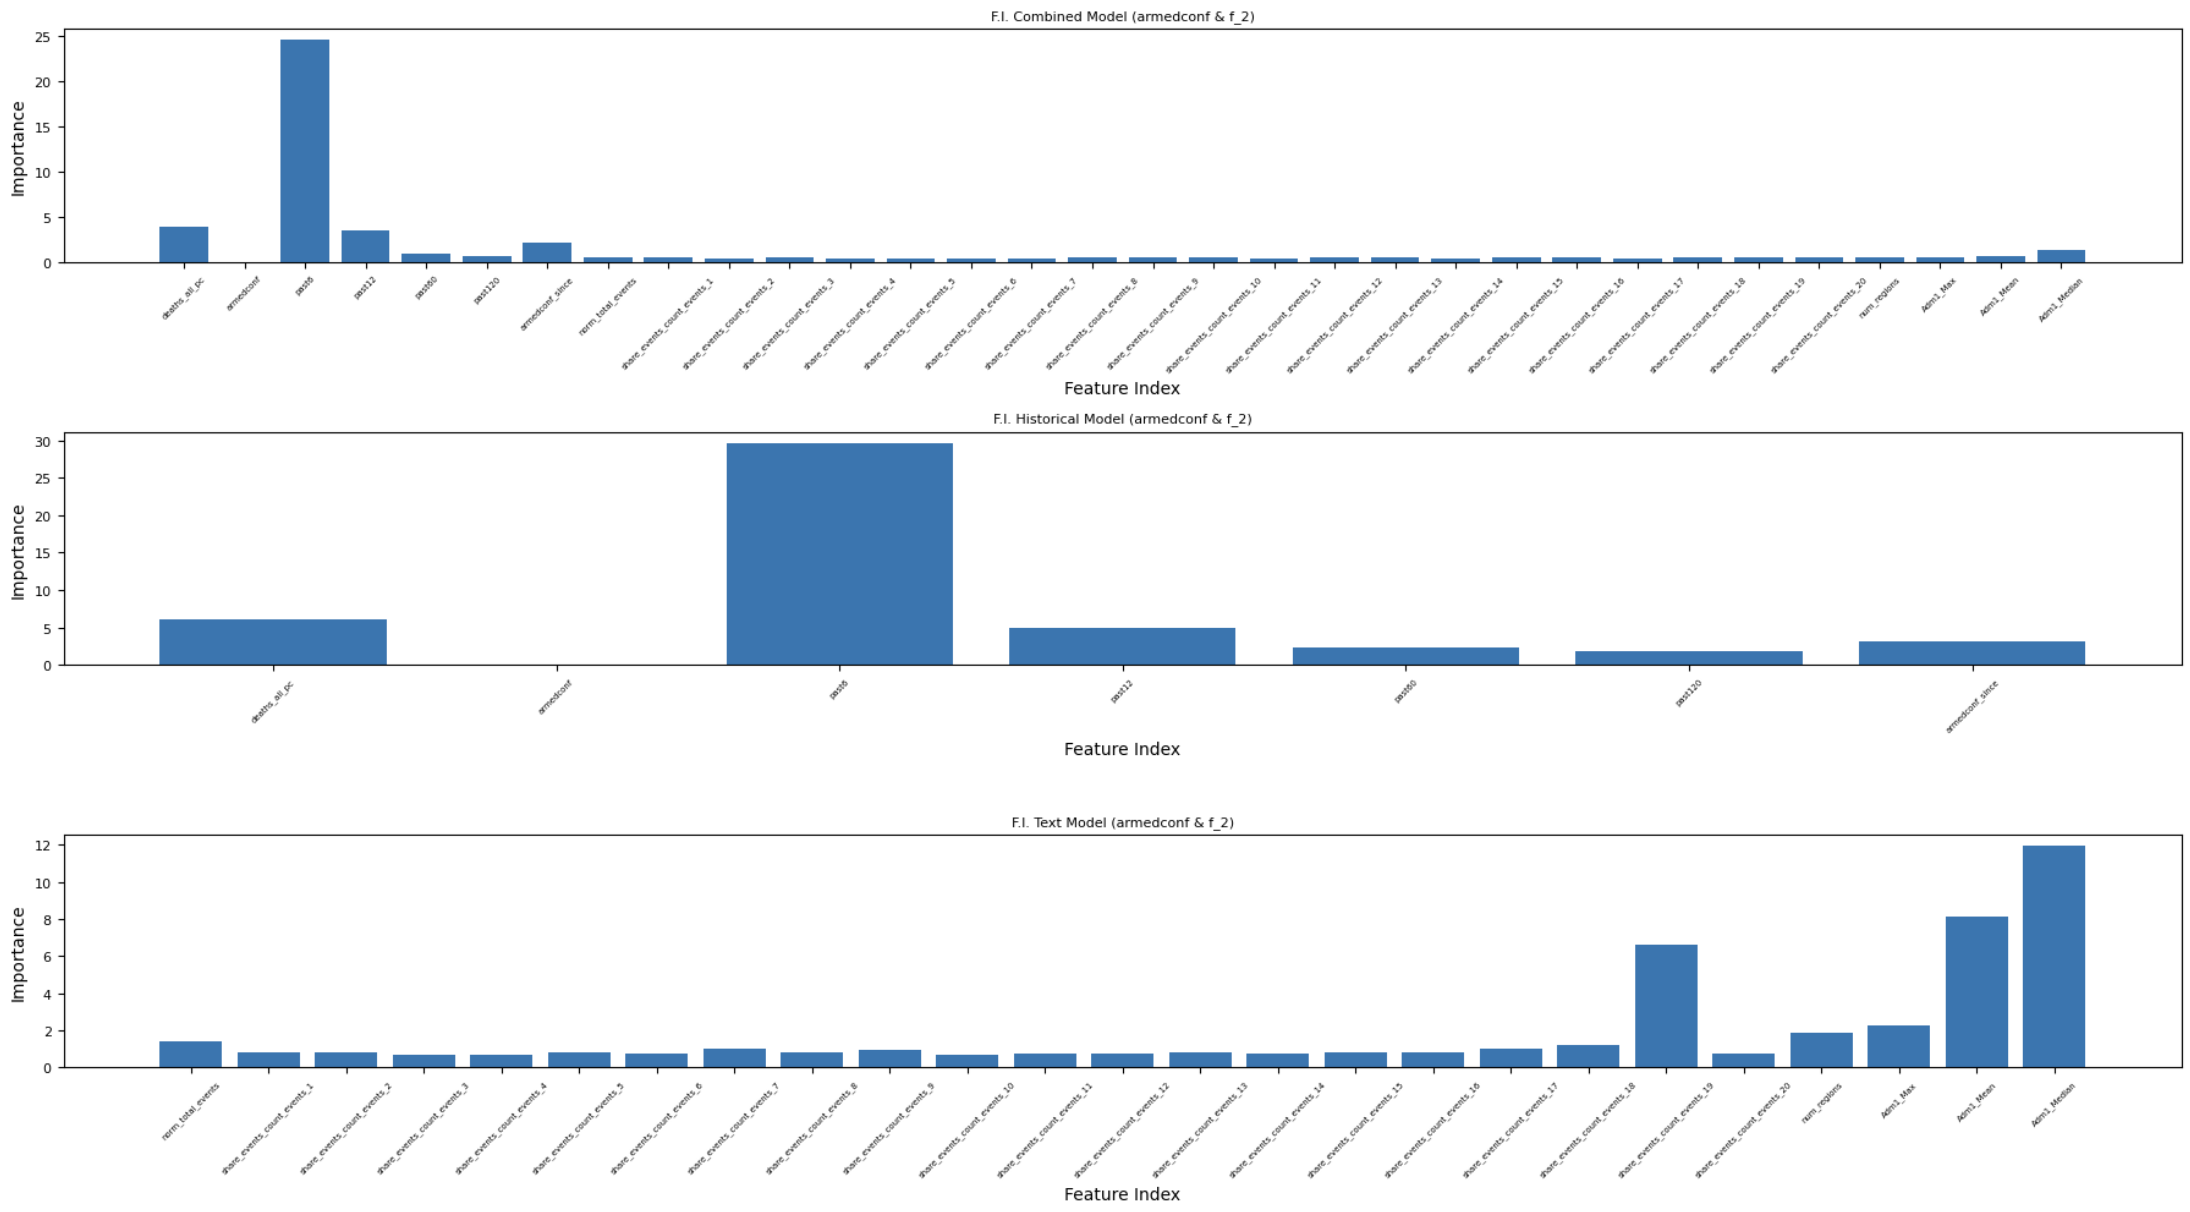 F.I. Combined Model (armedconf & f_2)
25
20
15
10
5
0
Importance
deaths_all_pc
armedconf
past6
past12
past60
past120
armedconf_since
norm_total_events
share_events_count_events_1
share_events_count_events_2
share_events_count_events_3
share_events_count_events_4
share_events_count_events_5
share_events_count_events_6
share_events_count_events_7
share_events_count_events_8
share_events_count_events_9
share_events_count_events_10
share_events_count_events_11
share_events_count_events_12
share_events_count_events_13
share_events_count_events_14
share_events_count_events_15
share_events_count_events_16
share_events_count_events_17
share_events_count_events_18
share_events_count_events_19
share_events_count_events_20
num_regions
Adm1_Max
Adm1_Mean
Adm1_Median
Feature Index
F.I. Historical Model (armedconf & f_2)
30
25
20
15
10
5
0
Importance
deaths_all_pc
armedconf
past6
past12
past60
past120
armedconf_since
Feature Index
F.I. Text Model (armedconf & f_2)
12
10
8
6
4
2
0
Importance
norm_total_events
share_events_count_events_1
share_events_count_events_2
share_events_count_events_3
share_events_count_events_4
share_events_count_events_5
share_events_count_events_6
share_events_count_events_7
share_events_count_events_8
share_events_count_events_9
share_events_count_events_10
share_events_count_events_11
share_events_count_events_12
share_events_count_events_13
share_events_count_events_14
share_events_count_events_15
share_events_count_events_16
share_events_count_events_17
share_events_count_events_18
share_events_count_events_19
share_events_count_events_20
num_regions
Adm1_Max
Adm1_Mean
Adm1_Median
Feature Index